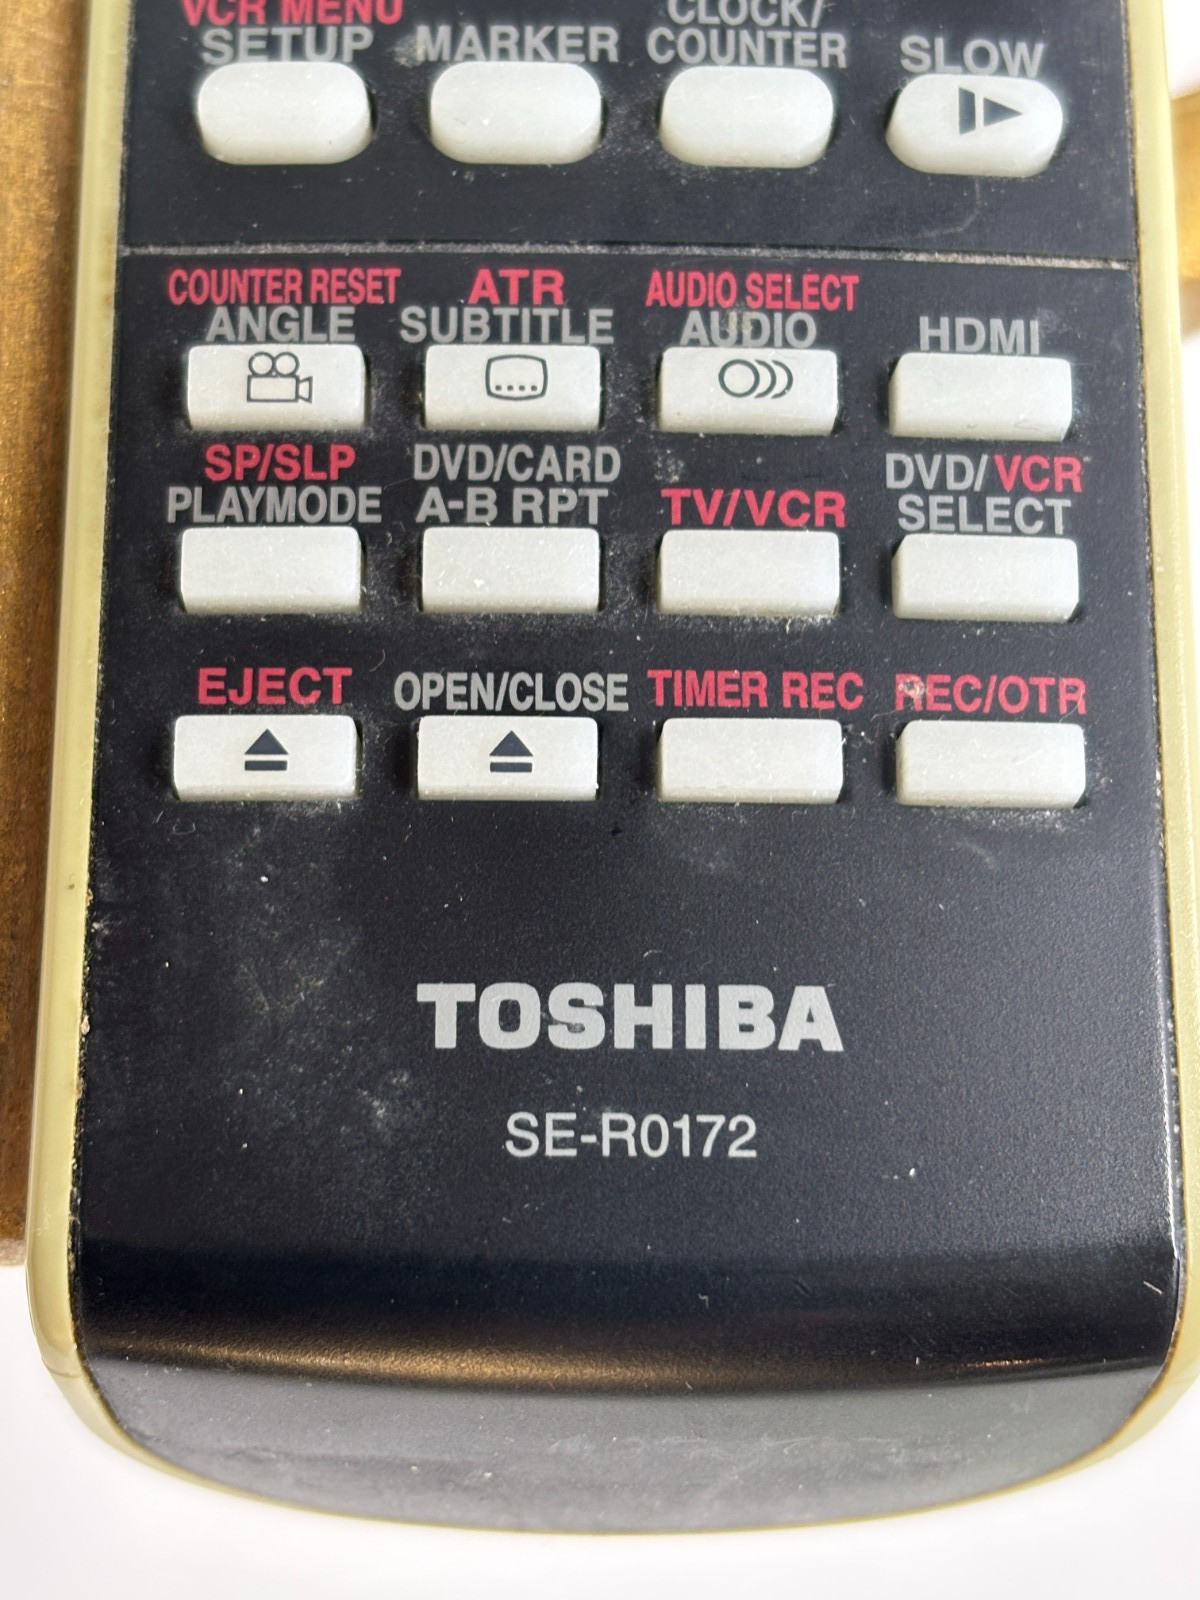 VCR MENU
SETUP
MARKER
CLOCK/
COUNTER
SLOW
COUNTER RESET
ANGLE
ATR
SUBTITLE
AUDIO SELECT
AUDIO
HDMI
SP/SLP
PLAYMODE
DVD/CARD
A-B RPT
TV/VCR
DVD/VCR
SELECT
EJECT
OPEN/CLOSE
TIMER REC
REC/OTR
TOSHIBA
SE-R0172